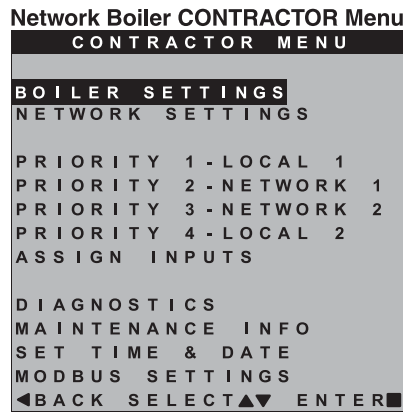 Network Boiler CONTRACTOR Menu
CONTRACTOR MENU
BOILER SETTINGS
NETWORK SETTINGS
PRIORITY 1-LOCAL 1
PRIORITY 2-NETWORK 1
PRIORITY 3-NETWORK 2
PRIORITY 4-LOCAL 2
ASSIGN INPUTS
DIAGNOSTICS
MAINTENANCE INFO
SET TIME & DATE
MODBUS SETTINGS
◀BACK SELECT▲▼ ENTER■